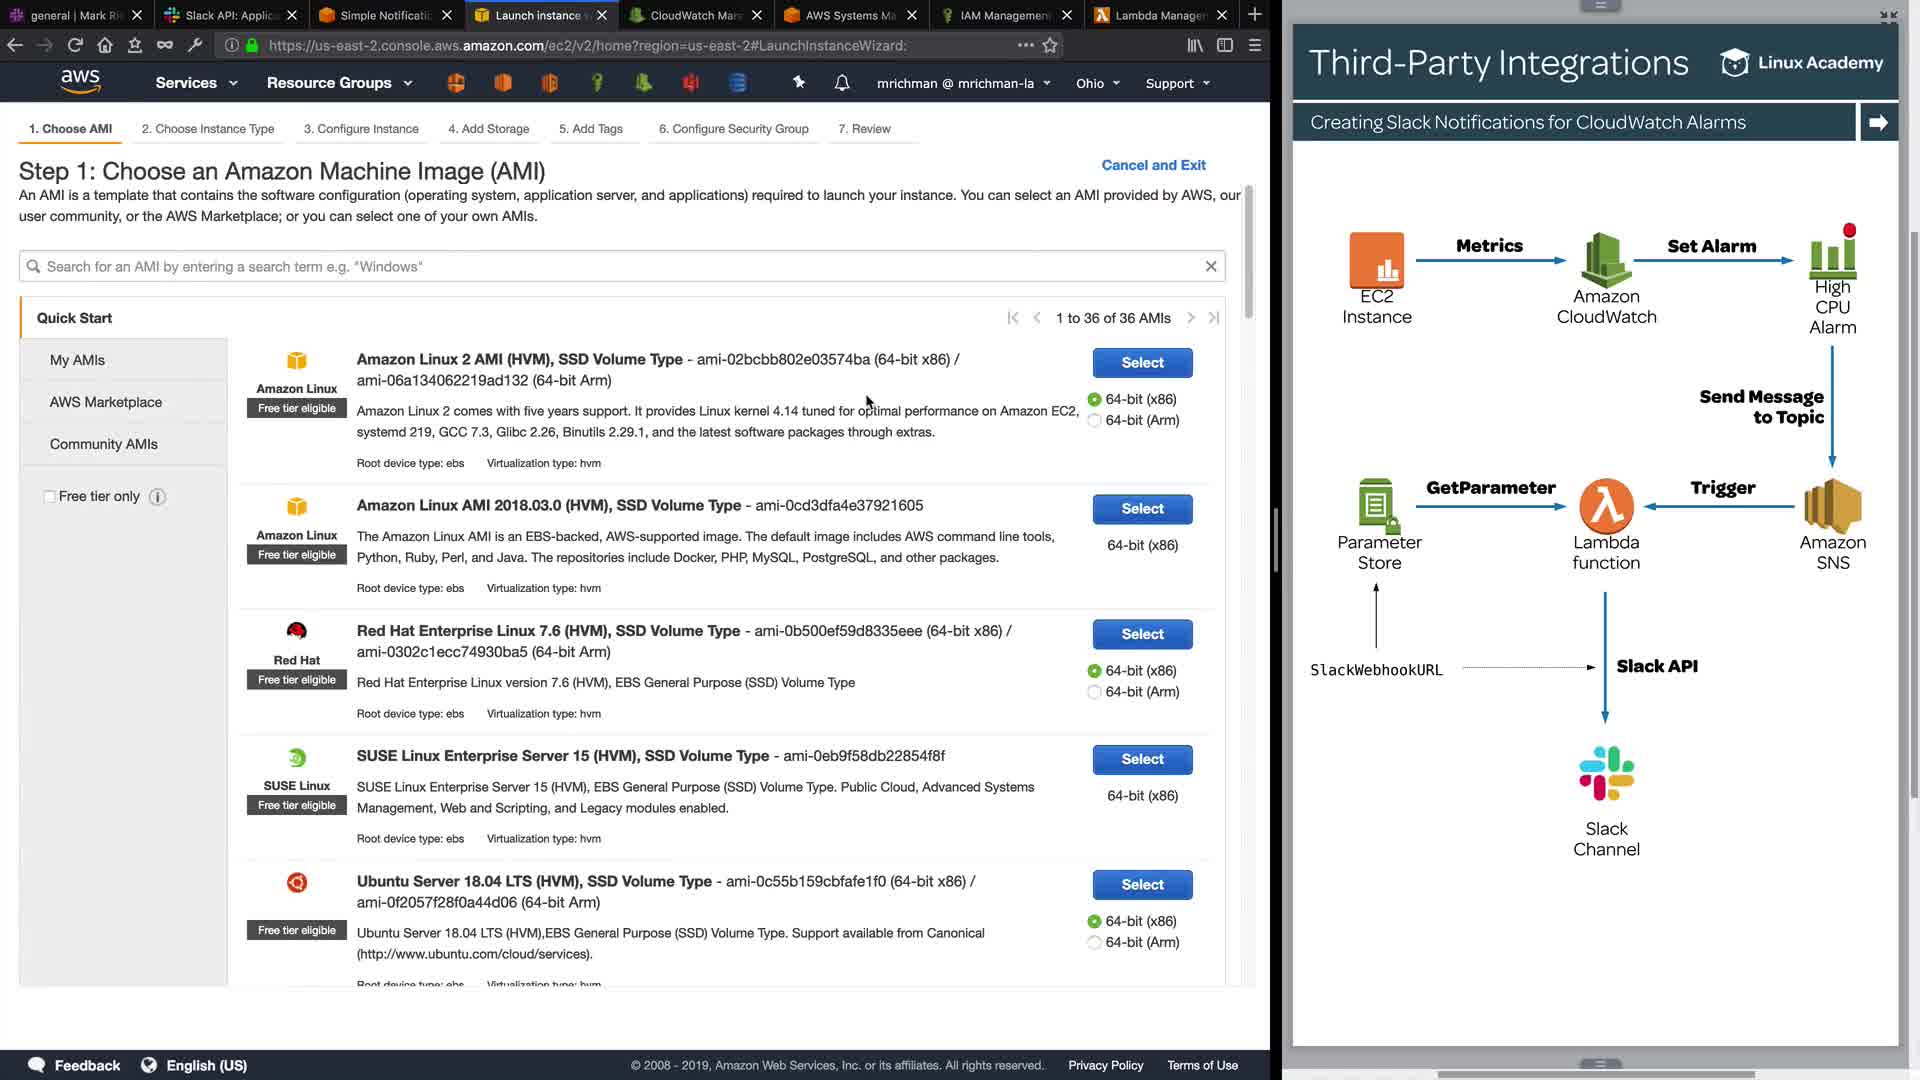 general | Mark Ri
Slack API: Applic
Simple Notificatio
Launch instance
CloudWatch Man
AWS Systems Ma
IAM Management
Lambda Manage
https://us-east-2.console.aws.amazon.com/ec2/v2/home?region=us-east-2#LaunchInstanceWizard:
aws
Services
Resource Groups
mrichman @ mrichman-la
Ohio
Support
1. Choose AMI
2. Choose Instance Type
3. Configure Instance
4. Add Storage
5. Add Tags
6. Configure Security Group
7. Review
Step 1: Choose an Amazon Machine Image (AMI)
Cancel and Exit
An AMI is a template that contains the software configuration (operating system, application server, and applications) required to launch your instance. You can select an AMI provided by AWS, our
user community, or the AWS Marketplace; or you can select one of your own AMIs.
Search for an AMI by entering a search term e.g. "Windows"
Quick Start
1 to 36 of 36 AMIs
My AMIs
AWS Marketplace
Community AMIs
Free tier only
Amazon Linux
Free tier eligible
Amazon Linux 2 AMI (HVM), SSD Volume Type - ami-02bcbb802e03574ba (64-bit x86) /
ami-06a134062219ad132 (64-bit Arm)
Amazon Linux 2 comes with five years support. It provides Linux kernel 4.14 tuned for optimal performance on Amazon EC2,
systemd 219, GCC 7.3, Glibc 2.26, Binutils 2.29.1, and the latest software packages through extras.
Root device type: ebs
Virtualization type: hvm
Select
64-bit (x86)
64-bit (Arm)
Amazon Linux
Free tier eligible
Amazon Linux AMI 2018.03.0 (HVM), SSD Volume Type - ami-0cd3dfa4e37921605
The Amazon Linux AMI is an EBS-backed, AWS-supported image. The default image includes AWS command line tools,
Python, Ruby, Perl, and Java. The repositories include Docker, PHP, MySQL, PostgreSQL, and other packages.
Root device type: ebs
Virtualization type: hvm
Select
64-bit (x86)
Red Hat
Free tier eligible
Red Hat Enterprise Linux 7.6 (HVM), SSD Volume Type - ami-0b500ef59d8335eee (64-bit x86) /
ami-0302c1ecc74930ba5 (64-bit Arm)
Red Hat Enterprise Linux version 7.6 (HVM), EBS General Purpose (SSD) Volume Type
Root device type: ebs
Virtualization type: hvm
Select
64-bit (x86)
64-bit (Arm)
SUSE Linux
Free tier eligible
SUSE Linux Enterprise Server 15 (HVM), SSD Volume Type - ami-0eb9f58db22854f8f
SUSE Linux Enterprise Server 15 (HVM), EBS General Purpose (SSD) Volume Type. Public Cloud, Advanced Systems
Management, Web and Scripting, and Legacy modules enabled.
Root device type: ebs
Virtualization type: hvm
Select
64-bit (x86)
Free tier eligible
Ubuntu Server 18.04 LTS (HVM), SSD Volume Type - ami-0c55b159cbfafe1f0 (64-bit x86) /
ami-0f2057f28f0a44d06 (64-bit Arm)
Ubuntu Server 18.04 LTS (HVM),EBS General Purpose (SSD) Volume Type. Support available from Canonical
(http://www.ubuntu.com/cloud/services).
Root device type: ebs
Virtualization type: hvm
Select
64-bit (x86)
64-bit (Arm)
Feedback
English (US)
© 2008 - 2019, Amazon Web Services, Inc. or its affiliates. All rights reserved.
Privacy Policy
Terms of Use
Third-Party Integrations
Linux Academy
Creating Slack Notifications for CloudWatch Alarms
Metrics
Set Alarm
EC2
Instance
Amazon
CloudWatch
High
CPU
Alarm
Send Message
to Topic
GetParameter
Trigger
Parameter
Store
Lambda
function
Amazon
SNS
SlackWebhookURL
Slack API
Slack
Channel